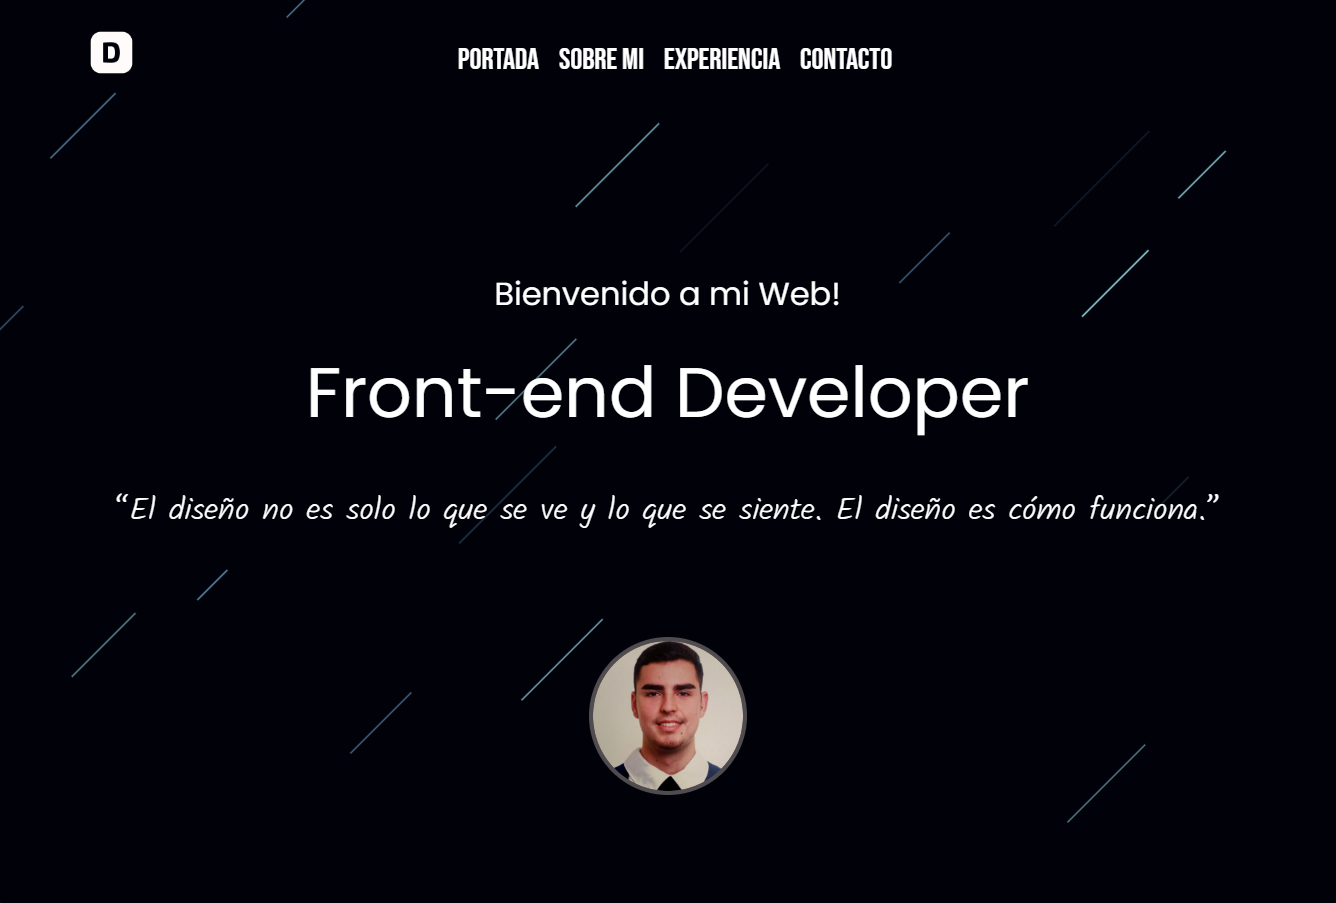 D
PORTADA SOBRE MI EXPERIENCIA CONTACTO
Bienvenido a mi Web!
Front-end Developer
“El diseño no es solo lo que se ve y lo que se siente. El diseño es cómo funciona.”